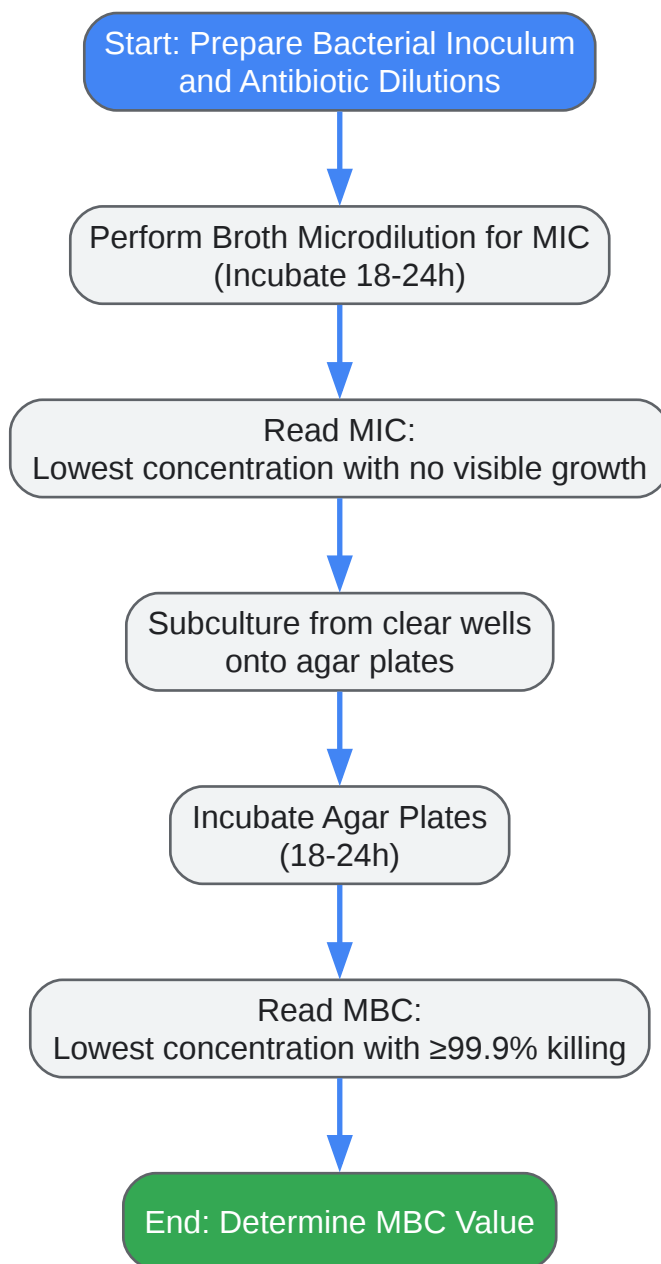 Start: Prepare Bacterial Inoculum
and Antibiotic Dilutions
Perform Broth Microdilution for MIC
(Incubate 18-24h)
Read MIC:
Lowest concentration with no visible growth
Subculture from clear wells
onto agar plates
Incubate Agar Plates
(18-24h)
Read MBC:
Lowest concentration with ≥99.9% killing
End: Determine MBC Value